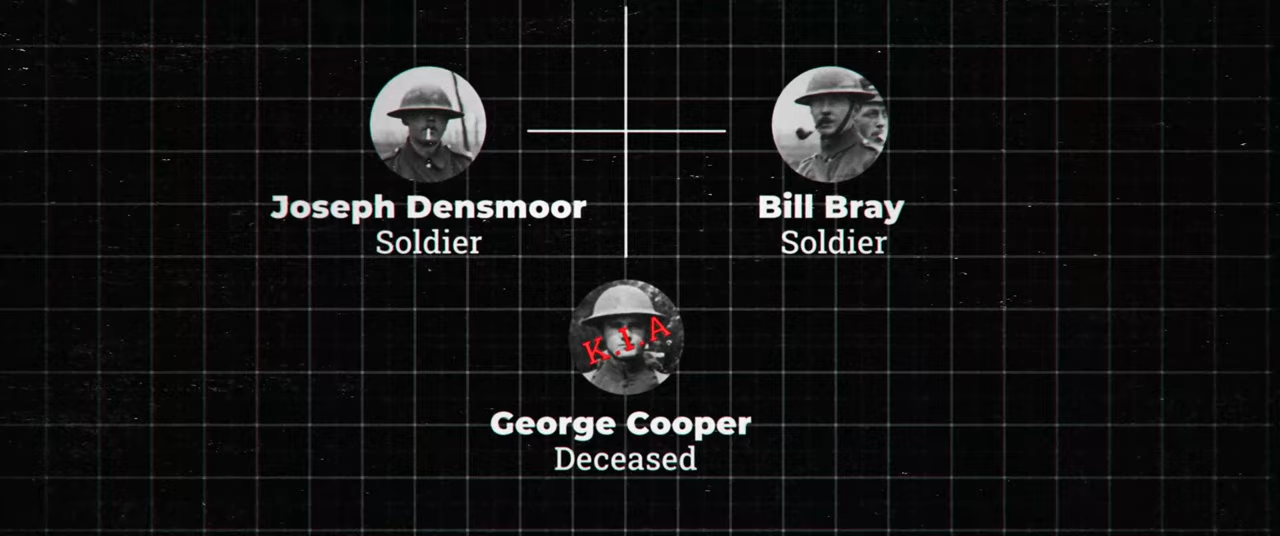 Joseph Densmoor
Soldier
Bill Bray
Soldier
K.I.A
George Cooper
Deceased